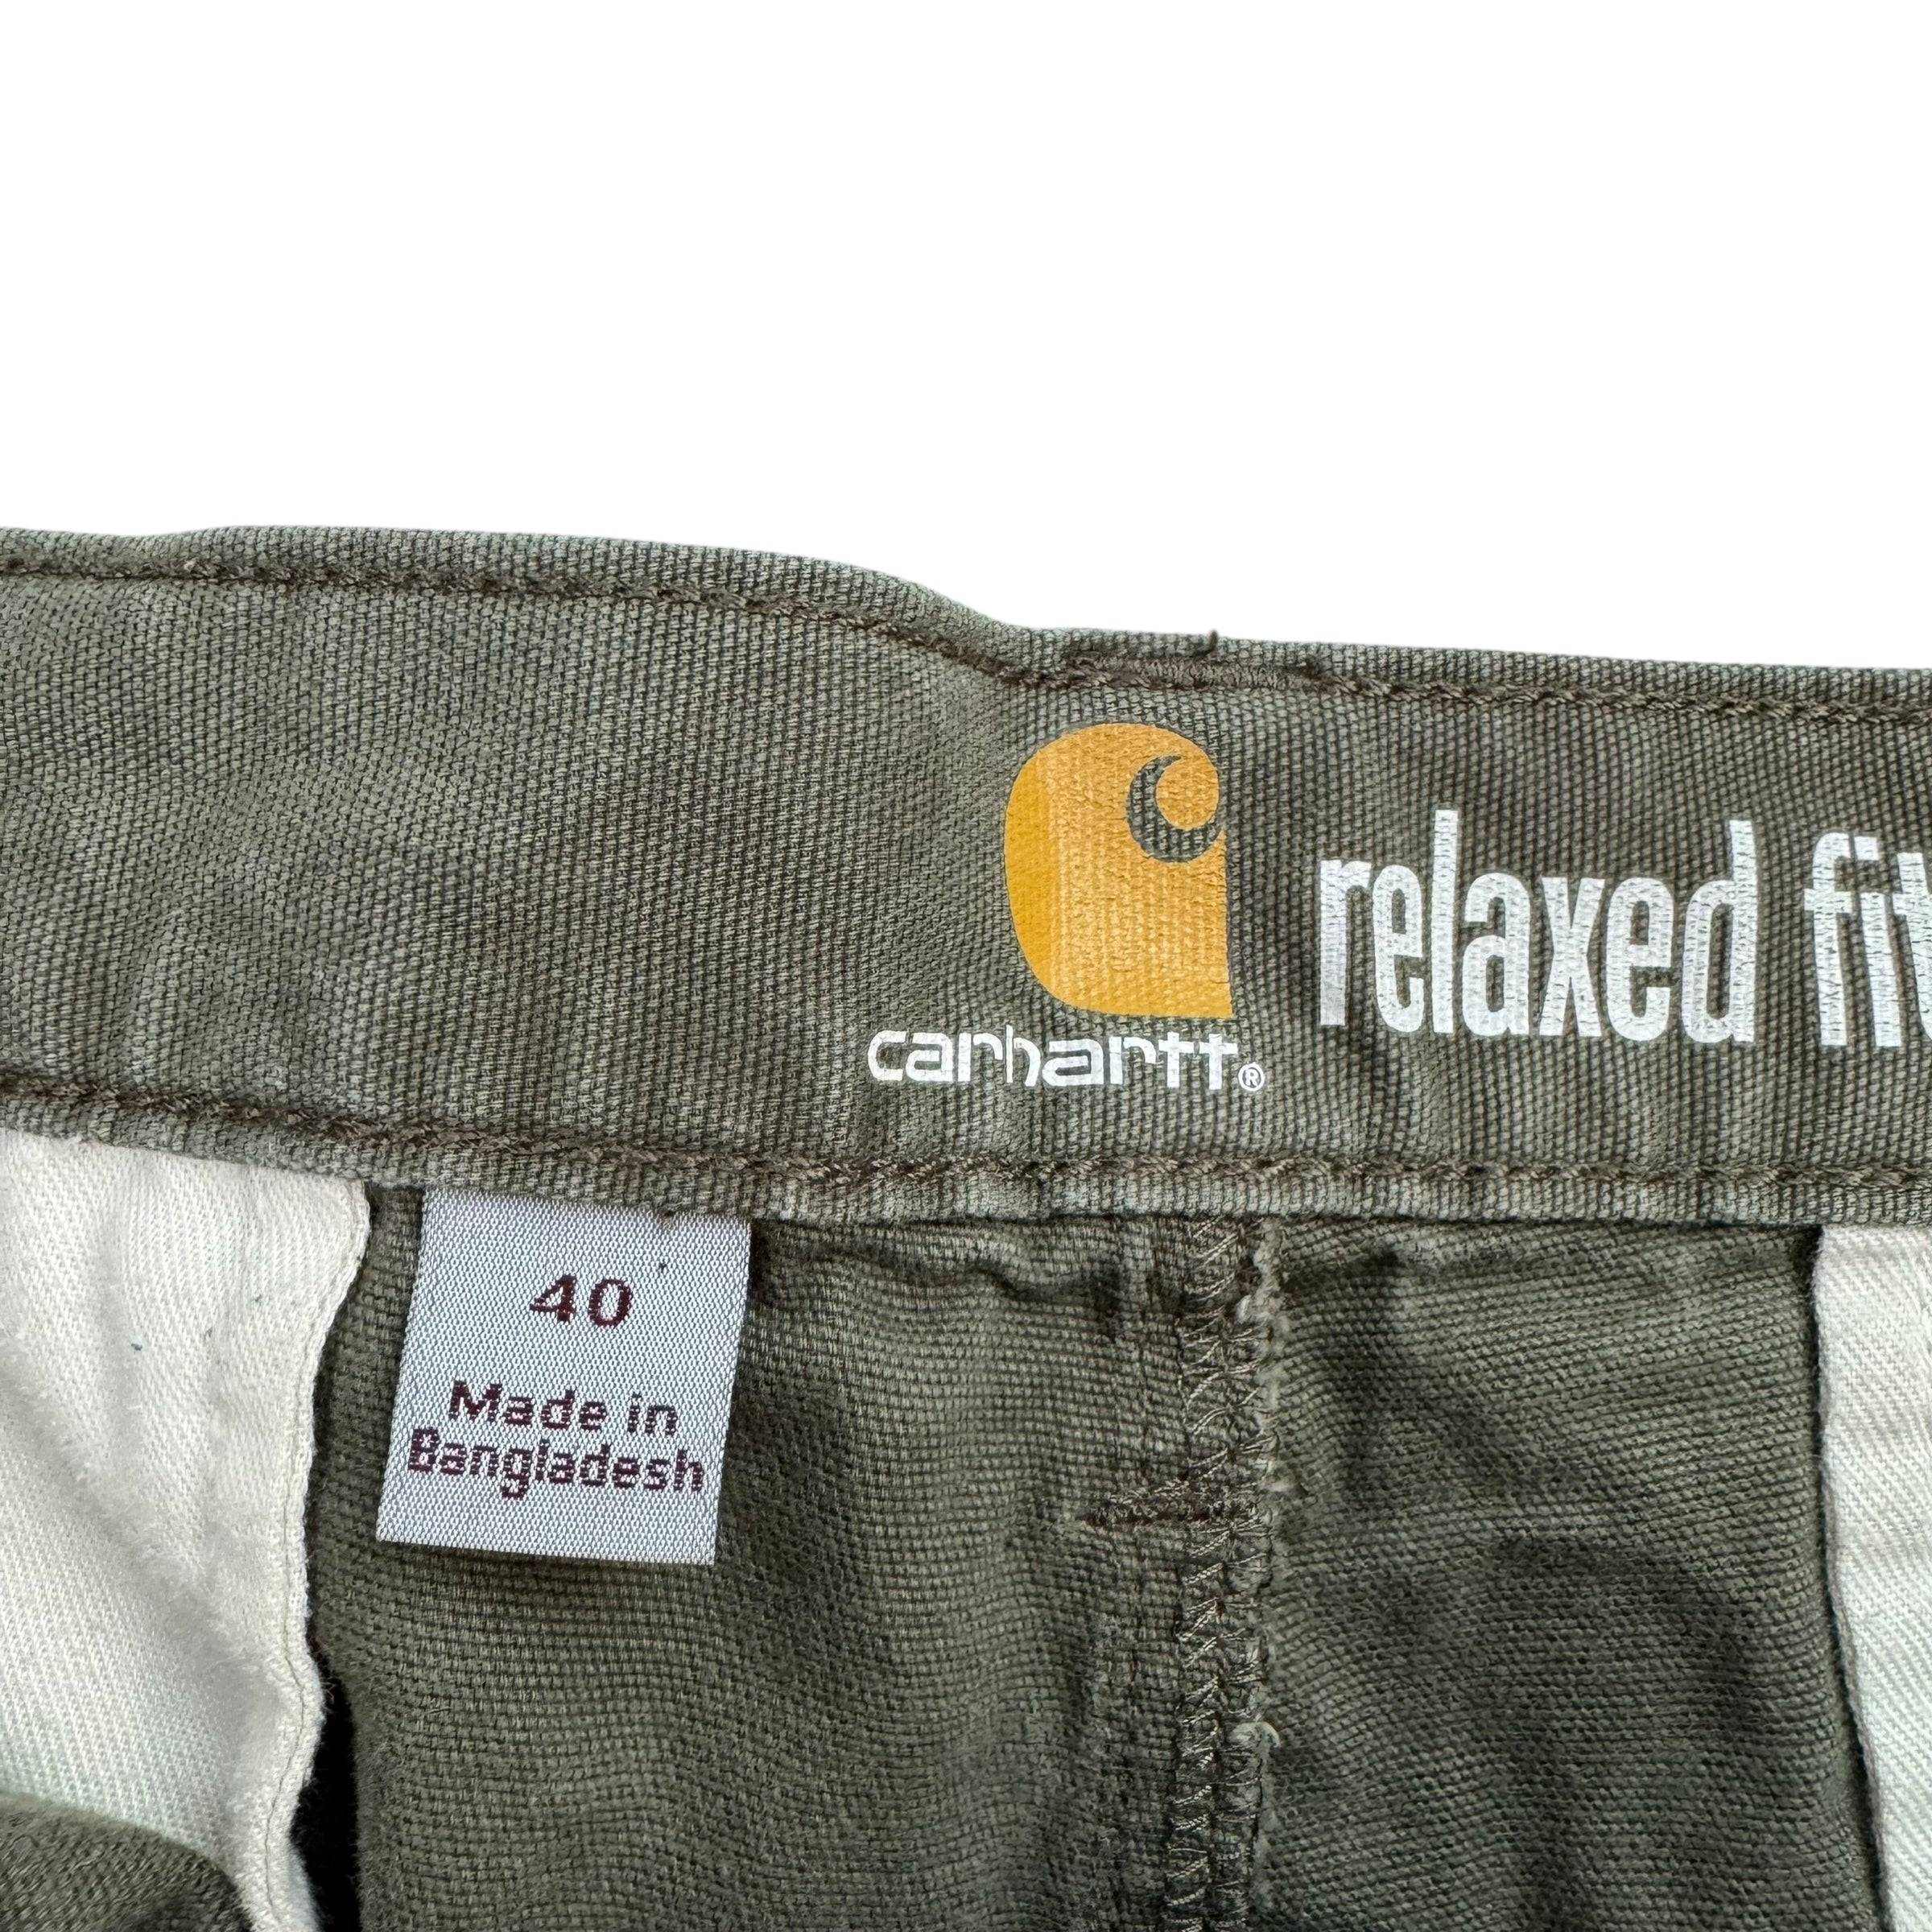 relaxed fit
carhartt®
40
Made in
Bangladesh